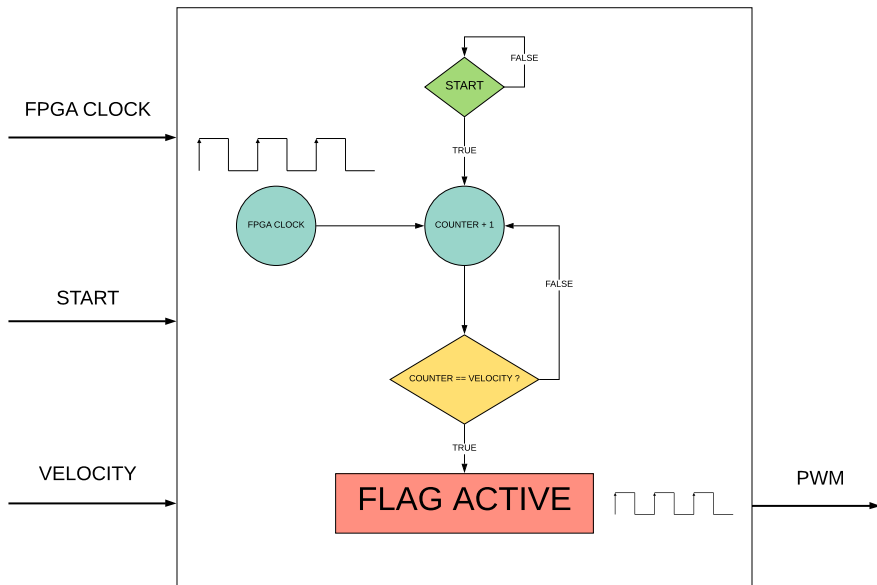 FALSE
START
FPGA CLOCK
TRUE
FPGA CLOCK
COUNTER + 1
FALSE
START
COUNTER == VELOCITY ?
TRUE
VELOCITY
FLAG ACTIVE
PWM